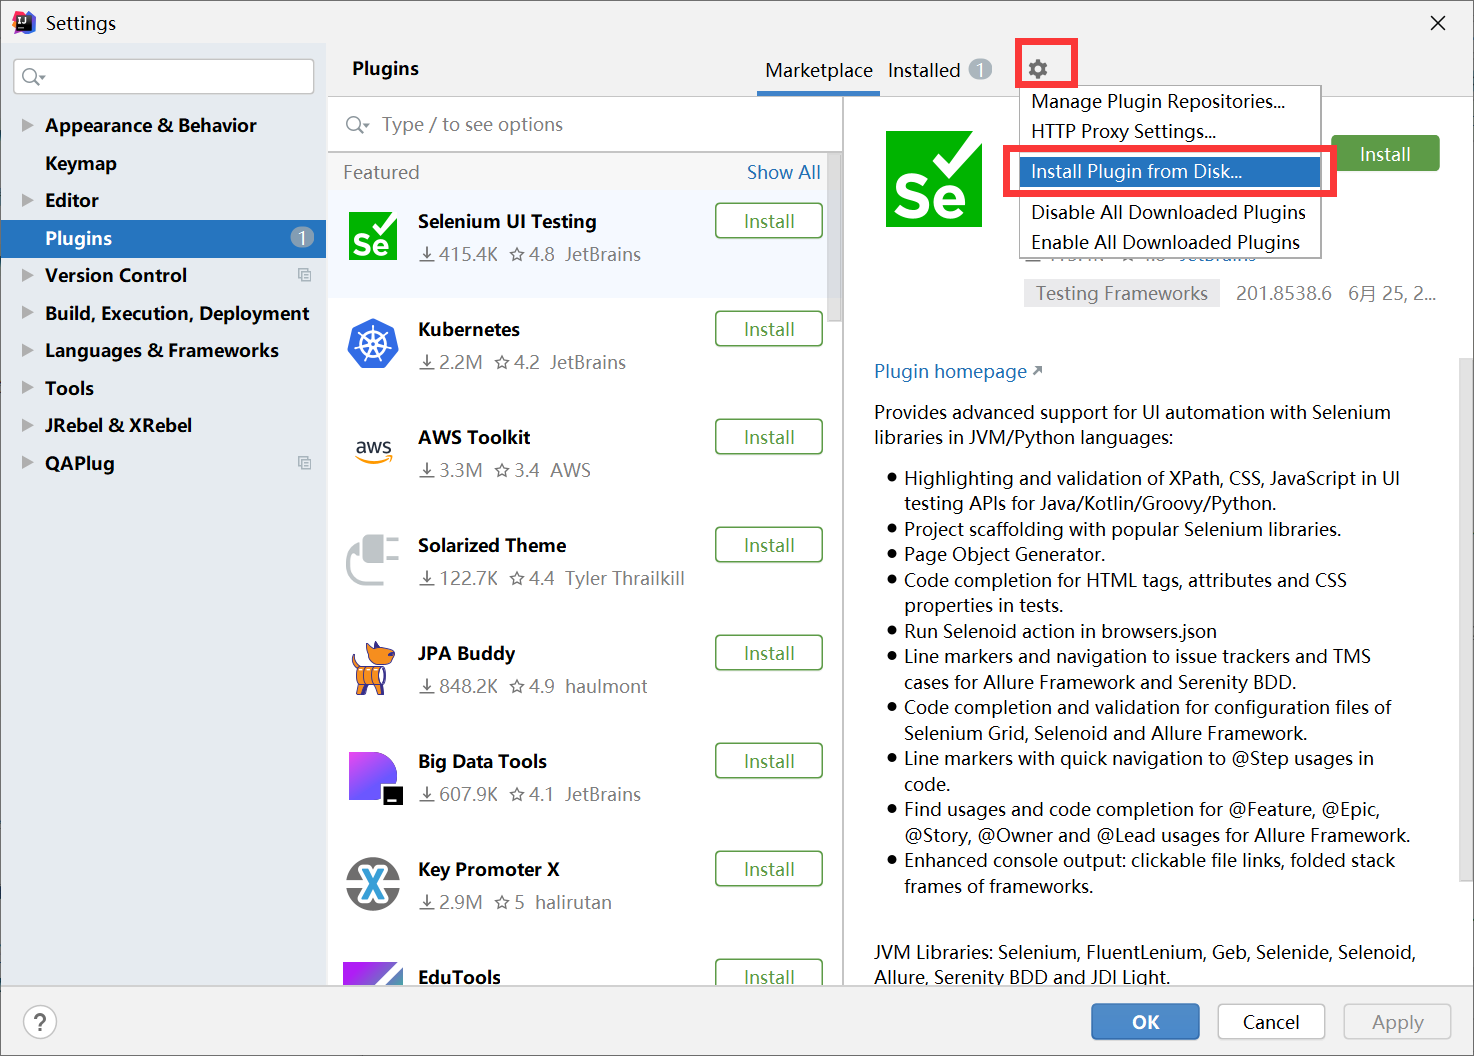 Settings
Plugins
Marketplace
Installed 1
Manage Plugin Repositories...
HTTP Proxy Settings...
Install Plugin from Disk...
Disable All Downloaded Plugins
Enable All Downloaded Plugins
Appearance & Behavior
Keymap
Editor
Plugins 1
Version Control
Build, Execution, Deployment
Languages & Frameworks
Tools
JRebel & XRebel
QAPlug
Type / to see options
Featured
Show All
Selenium UI Testing
415.4K 4.8 JetBrains
Install
Kubernetes
2.2M 4.2 JetBrains
Install
aws
AWS Toolkit
3.3M 3.4 AWS
Install
Solarized Theme
122.7K 4.4 Tyler Thrailkill
Install
JPA Buddy
848.2K 4.9 haulmont
Install
Big Data Tools
607.9K 4.1 JetBrains
Install
Key Promoter X
2.9M 5 halirutan
Install
EduTools
Install
Se
Se
Install
Testing Frameworks 201.8538.6 6月 25, 2...
Plugin homepage
Provides advanced support for UI automation with Selenium
libraries in JVM/Python languages:
Highlighting and validation of XPath, CSS, JavaScript in UI
testing APIs for Java/Kotlin/Groovy/Python.
Project scaffolding with popular Selenium libraries.
Page Object Generator.
Code completion for HTML tags, attributes and CSS
properties in tests.
Run Selenoid action in browsers.json
Line markers and navigation to issue trackers and TMS
cases for Allure Framework and Serenity BDD.
Code completion and validation for configuration files of
Selenium Grid, Selenoid and Allure Framework.
Line markers with quick navigation to @Step usages in
code.
Find usages and code completion for @Feature, @Epic,
@Story, @Owner and @Lead usages for Allure Framework.
Enhanced console output: clickable file links, folded stack
frames of frameworks.
JVM Libraries: Selenium, FluentLenium, Geb, Selenide, Selenoid,
Allure, Serenity BDD and JDI Light.
?
OK
Cancel
Apply